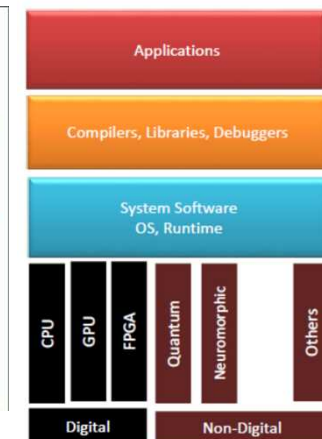 Applications
Compilers, Libraries, Debuggers
System Software
OS, Runtime
CPU
GPU
FPGA
Quantum
Neuromorphic
Others
Digital
Non-Digital